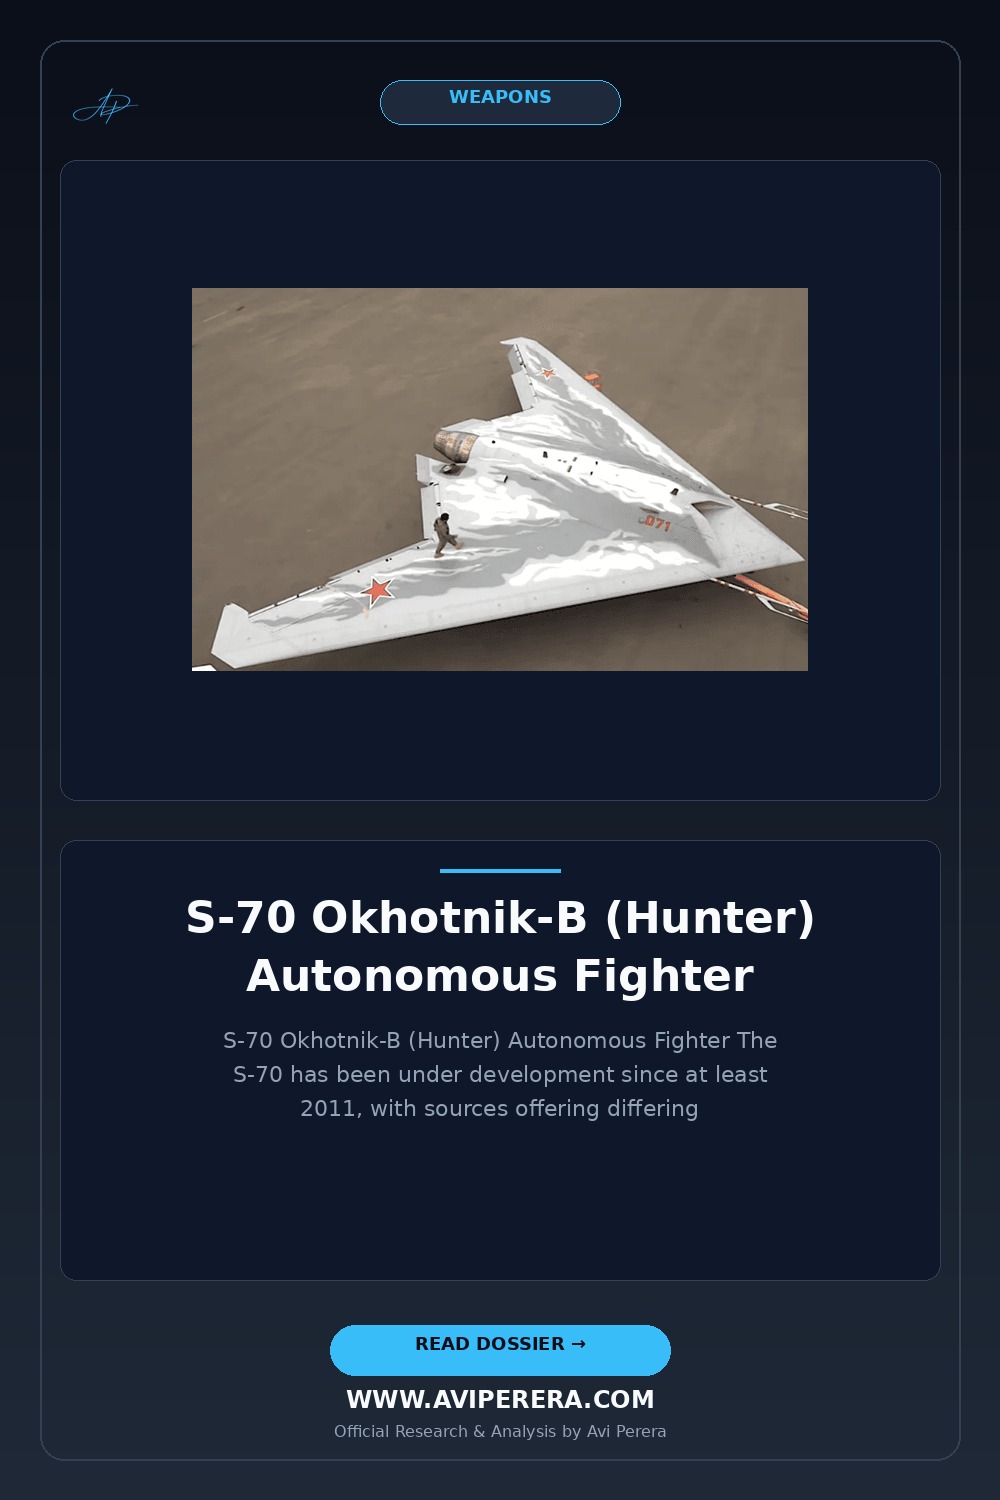 WEAPONS
071
S-70 Okhotnik-B (Hunter)
Autonomous Fighter
S-70 Okhotnik-B (Hunter) Autonomous Fighter The
S-70 has been under development since at least
2011, with sources offering differing
READ DOSSIER →
WWW.AVIPERERA.COM
Official Research & Analysis by Avi Perera